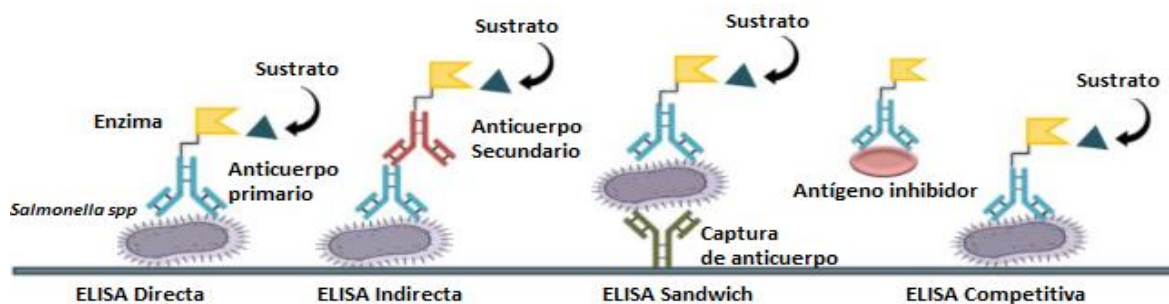 Sustrato
Enzima
Anticuerpo
primario
Salmonella spp
ELISA Directa
Sustrato
Anticuerpo
Secundario
ELISA Indirecta
Sustrato
Captura
de anticuerpo
ELISA Sandwich
Antígeno inhibidor
Sustrato
ELISA Competitiva